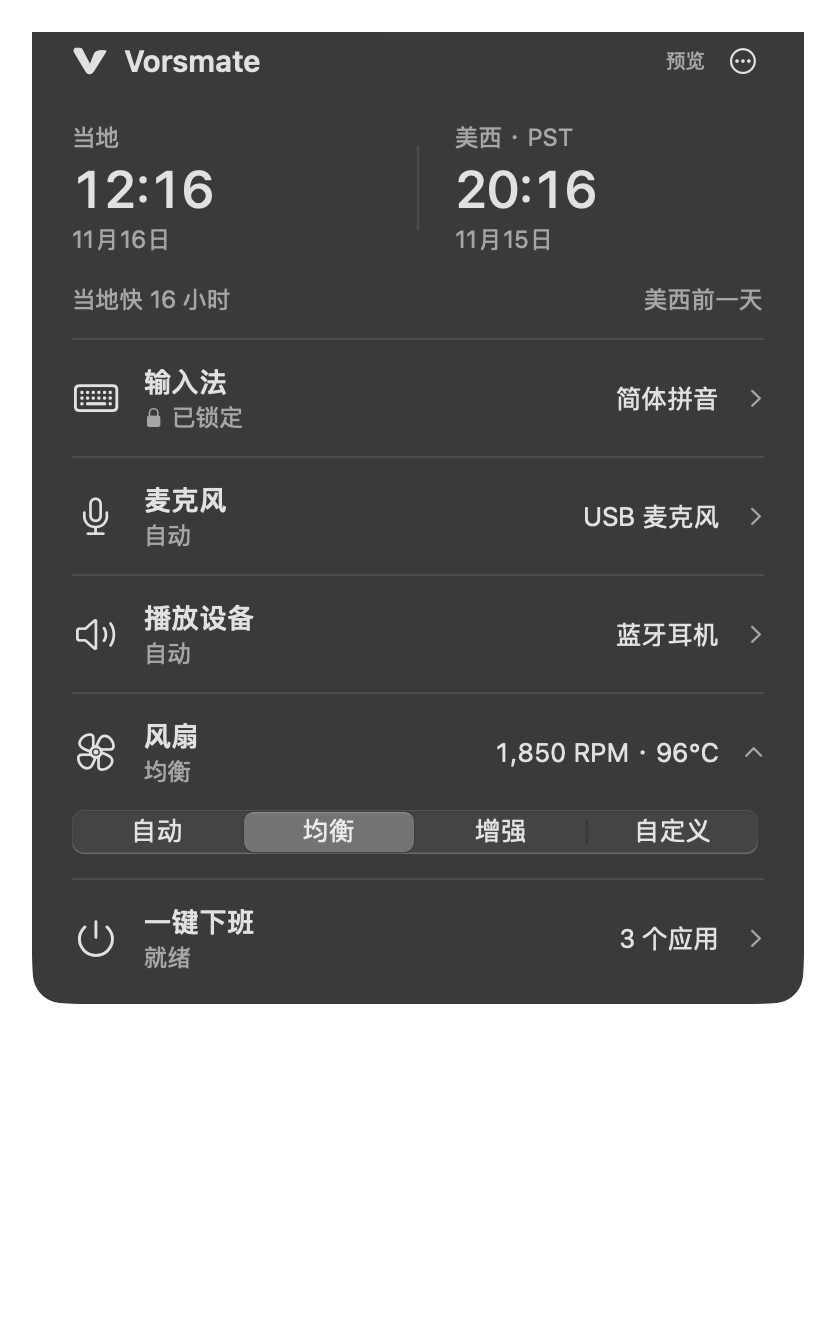 Vorsmate 预览
当地 美西 · PST
12:16 20:16
11月16日 11月15日
当地快 16 小时 美西前一天
输入法
已锁定
简体拼音
麦克风
自动
USB 麦克风
播放设备
自动
蓝牙耳机
风扇
均衡
1,850 RPM · 96°C
自动 均衡 增强 自定义
一键下班
就绪
3 个应用